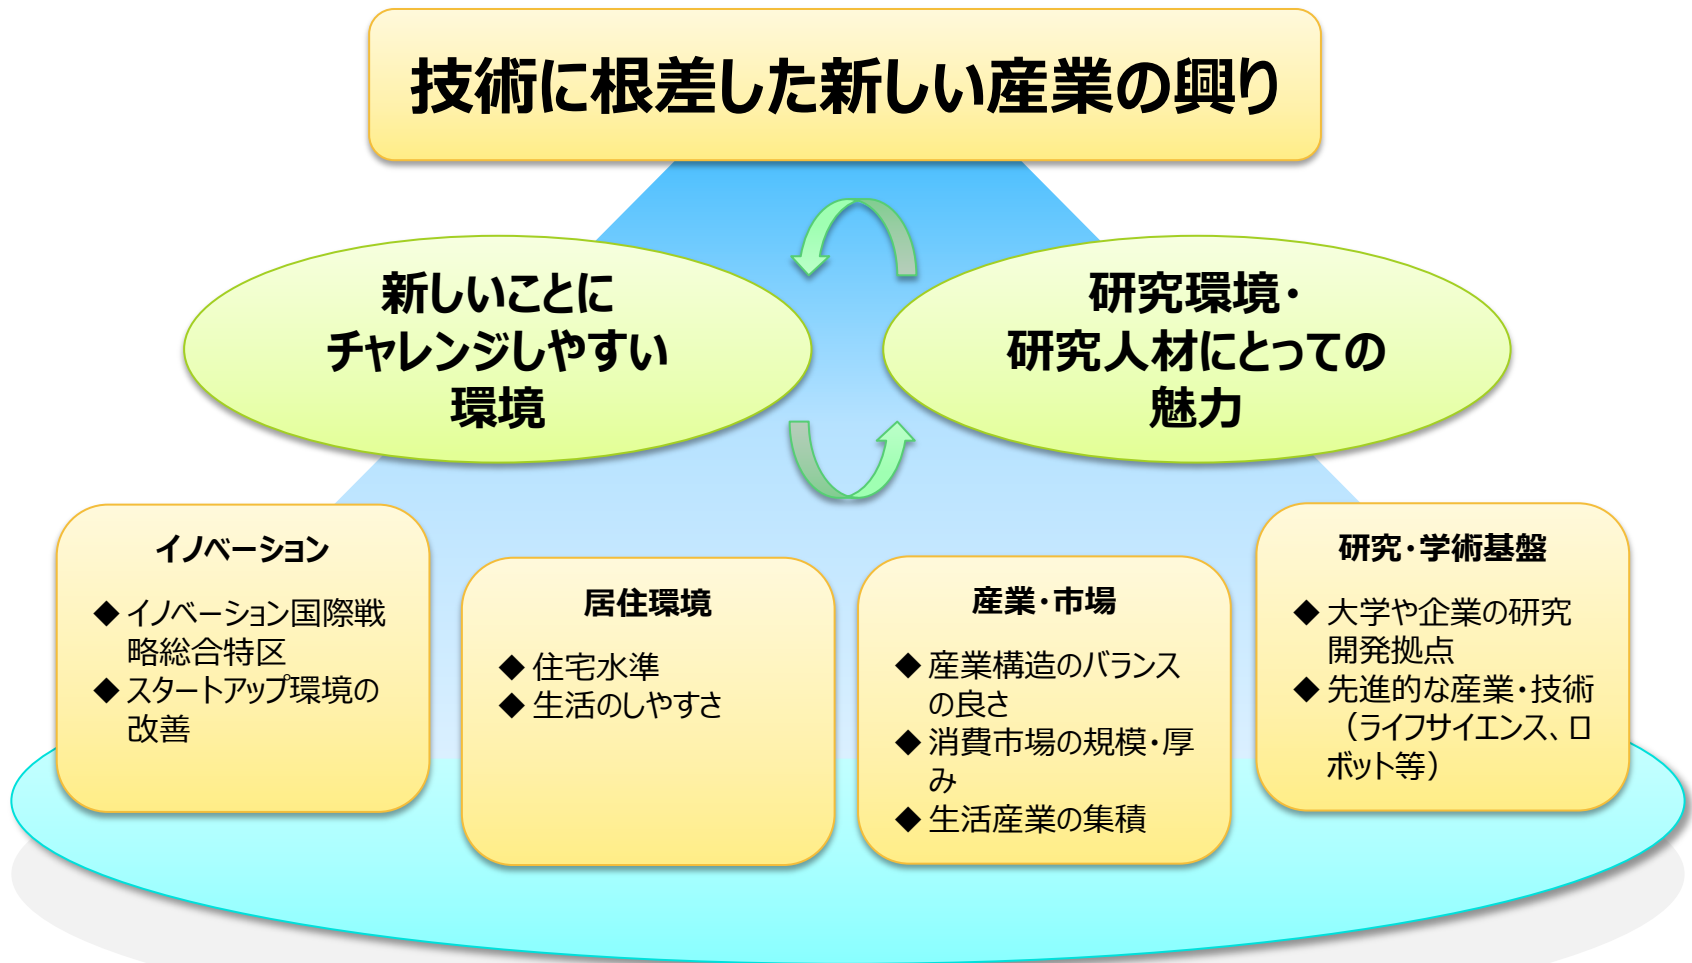 技術に根差した新しい産業の興り
新しいことに
チャレンジしやすい
環境
研究環境・
研究人材にとっての
魅力
イノベーション
◆イノベーション国際戦
略総合特区
◆スタートアップ環境の
改善
居住環境
◆住宅水準
◆生活のしやすさ
産業・市場
◆産業構造のバランス
の良さ
◆消費市場の規模・厚
み
◆生活産業の集積
研究・学術基盤
◆大学や企業の研究
開発拠点
◆先進的な産業・技術
（ライフサイエンス、ロ
ボット等）